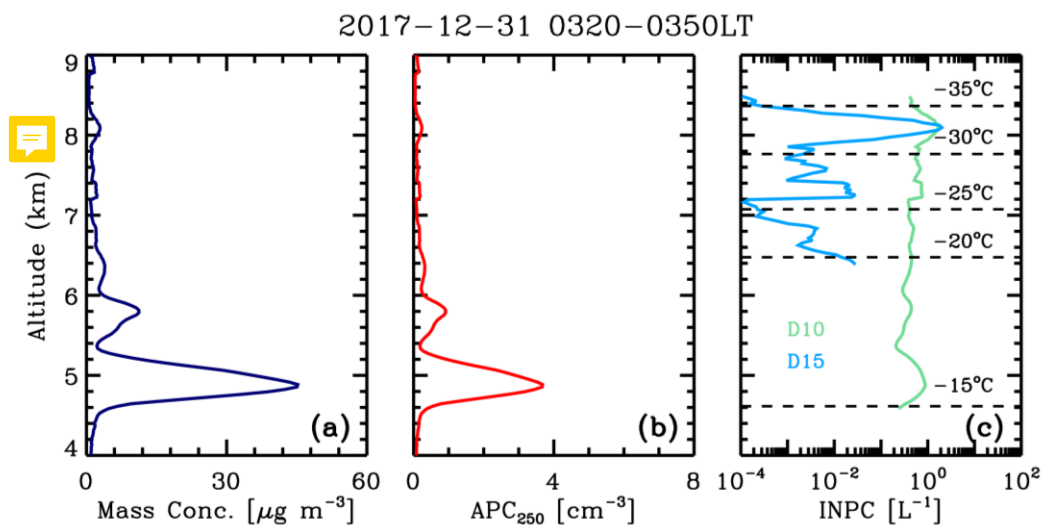 2017-12-31 0320-0350LT
Altitude (km)
9
8
7
6
5
4
0 30 60
Mass Conc. [μg m⁻³]
(a)
0 4 8
APC₂₅₀ [cm⁻³]
(b)
-35°C
-30°C
-25°C
-20°C
D10
D15
-15°C
(c)
10⁻⁴ 10⁻² 10⁰ 10²
INPC [L⁻¹]